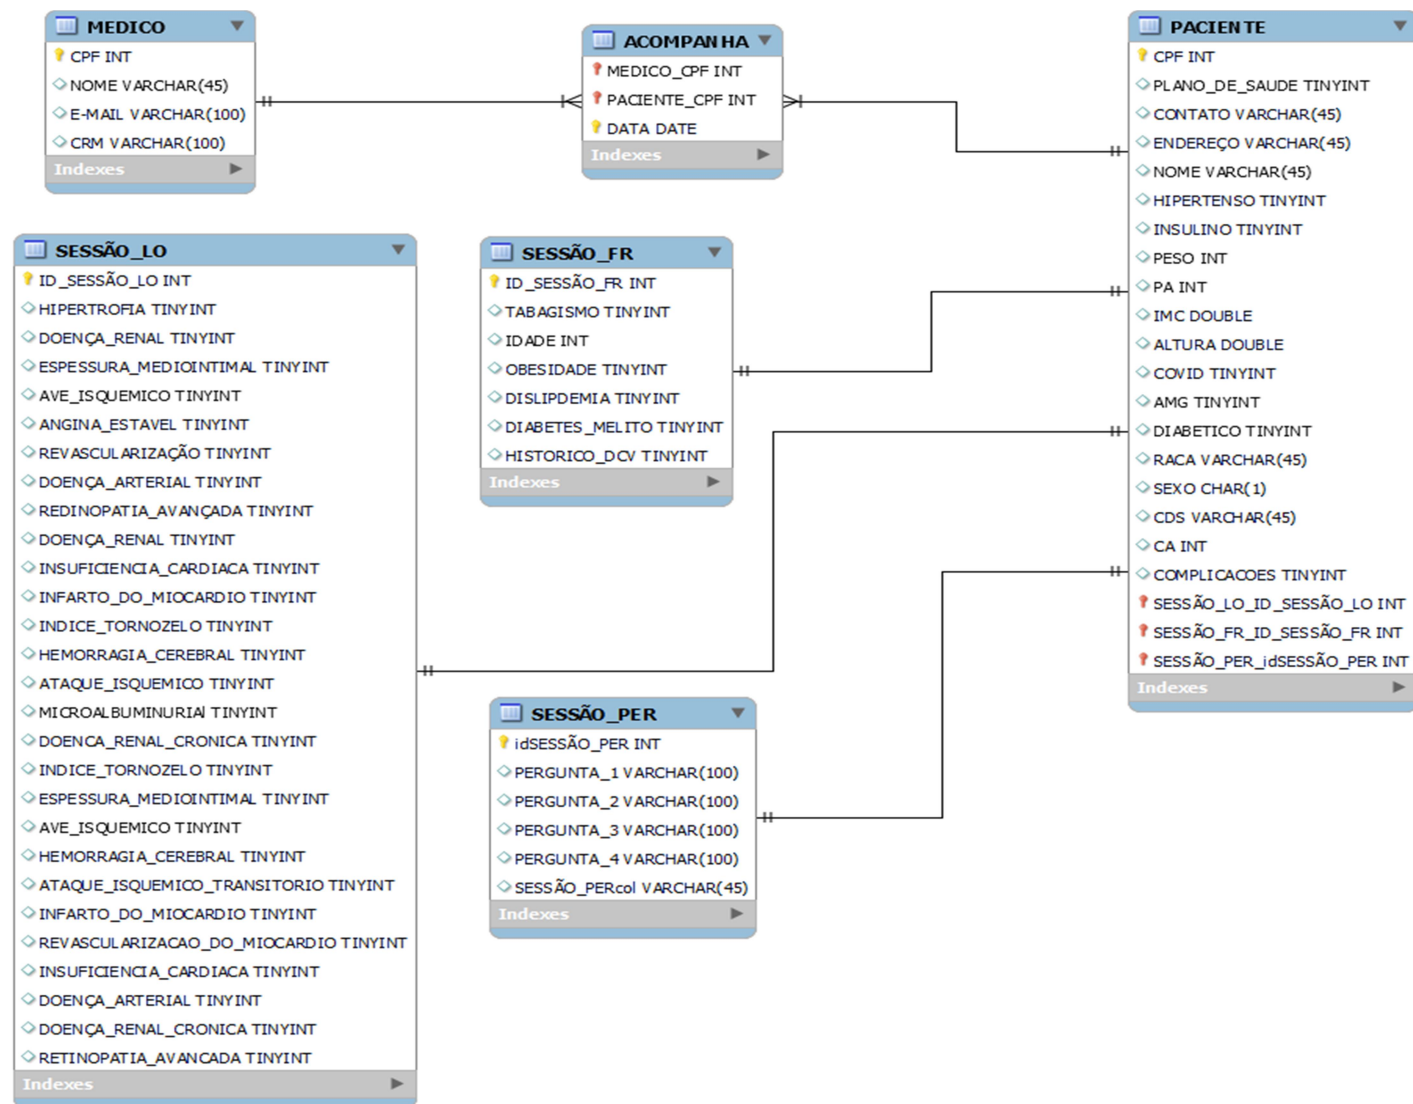 MEDICO
CPF INT
NOME VARCHAR(45)
E-MAIL VARCHAR(100)
CRM VARCHAR(100)
Indexes
ACOMPANHA
MEDICO_CPF INT
PACIENTE_CPF INT
DATA DATE
Indexes
PACIENTE
CPF INT
PLANO_DE_SAUDE TINYINT
CONTATO VARCHAR(45)
ENDEREÇO VARCHAR(45)
NOME VARCHAR(45)
HIPERTENSO TINYINT
INSULINO TINYINT
PESO INT
PA INT
IMC DOUBLE
ALTURA DOUBLE
COVID TINYINT
AMG TINYINT
DIABETICO TINYINT
RACA VARCHAR(45)
SEXO CHAR(1)
CDS VARCHAR(45)
CA INT
COMPLICACOES TINYINT
SESSÃO_LO_ID_SESSÃO_LO INT
SESSÃO_FR_ID_SESSÃO_FR INT
SESSÃO_PER_idSESSÃO_PER INT
Indexes
SESSÃO_LO
ID_SESSÃO_LO INT
HIPERTROFIA TINYINT
DOENÇA_RENAL TINYINT
ESPESSURA_MEDIOINTIMAL TINYINT
AVE_ISQUEMICO TINYINT
ANGINA_ESTAVEL TINYINT
REVASCULARIZAÇÃO TINYINT
DOENÇA_ARTERIAL TINYINT
REDINOPATIA_AVANÇADA TINYINT
DOENÇA_RENAL TINYINT
INSUFICIENCIA_CARDIACA TINYINT
INFARTO_DO_MIOCARDIO TINYINT
INDICE_TORNOZELO TINYINT
HEMORRAGIA_CEREBRAL TINYINT
ATAQUE_ISQUEMICO TINYINT
MICROALBUMINURIAl TINYINT
DOENCA_RENAL_CRONICA TINYINT
INDICE_TORNOZELO TINYINT
ESPESSURA_MEDIOINTIMAL TINYINT
AVE_ISQUEMICO TINYINT
HEMORRAGIA_CEREBRAL TINYINT
ATAQUE_ISQUEMICO_TRANSITORIO TINYINT
INFARTO_DO_MIOCARDIO TINYINT
REVASCULARIZACAO_DO_MIOCARDIO TINYINT
INSUFICIENCIA_CARDIACA TINYINT
DOENÇA_ARTERIAL TINYINT
DOENÇA_RENAL_CRONICA TINYINT
RETINOPATIA_AVANCADA TINYINT
Indexes
SESSÃO_FR
ID_SESSÃO_FR INT
TABAGISMO TINYINT
IDADE INT
OBESIDADE TINYINT
DISLIPDEMIA TINYINT
DIABETES_MELITO TINYINT
HISTORICO_DCV TINYINT
Indexes
SESSÃO_PER
idSESSÃO_PER INT
PERGUNTA_1 VARCHAR(100)
PERGUNTA_2 VARCHAR(100)
PERGUNTA_3 VARCHAR(100)
PERGUNTA_4 VARCHAR(100)
SESSÃO_PERcol VARCHAR(45)
Indexes